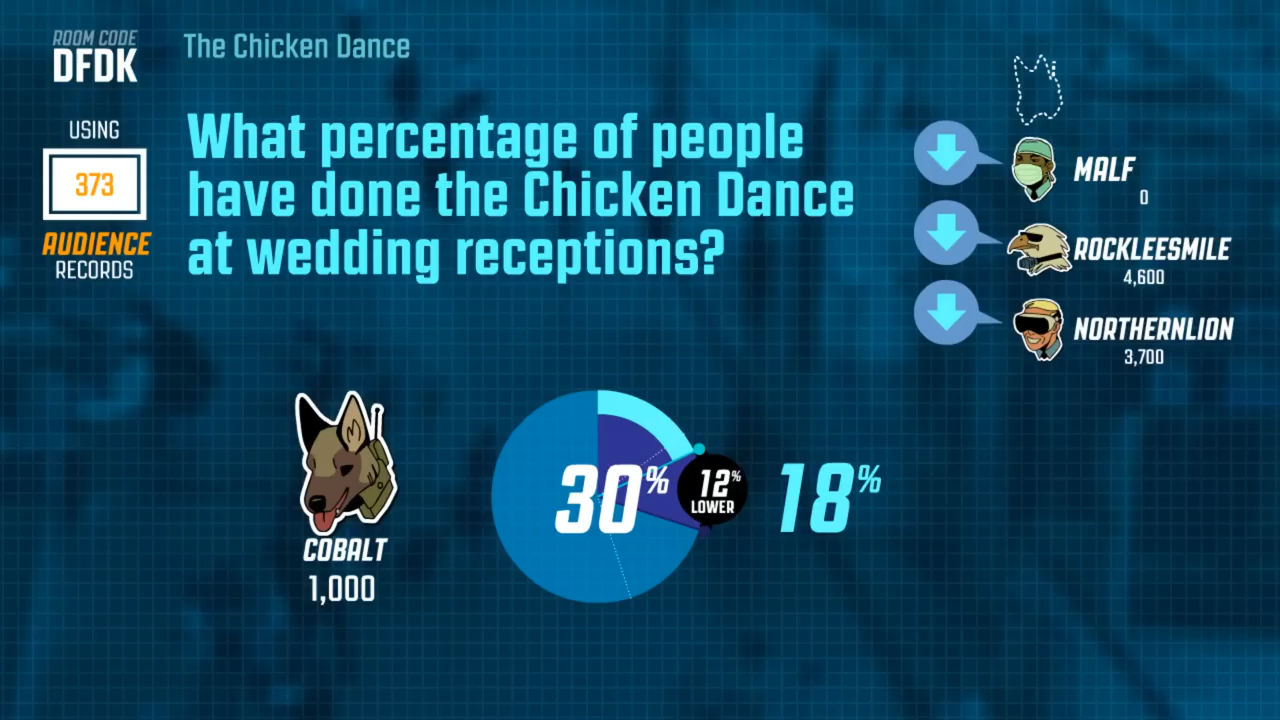 ROOM CODE
DFDK
The Chicken Dance
USING
373
AUDIENCE
RECORDS
What percentage of people
have done the Chicken Dance
at wedding receptions?
MALF
0
ROCKLEESMILE
4,600
NORTHERNLION
3,700
COBALT
1,000
30%
12%
LOWER
18%